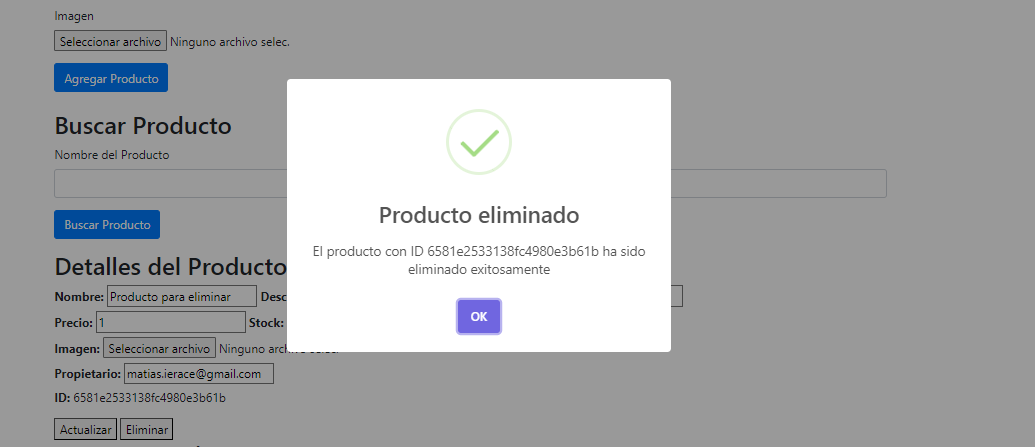 Imagen
Seleccionar archivo Ninguno archivo selec.
Agregar Producto
Buscar Producto
Nombre del Producto
Buscar Producto
Detalles del Producto
Nombre: Producto para eliminar Desc
Precio: 1 Stock:
Imagen: Seleccionar archivo Ninguno archivo selec.
Propietario: matias.ierace@gmail.com
ID: 6581e2533138fc4980e3b61b
Actualizar Eliminar
Producto eliminado
El producto con ID 6581e2533138fc4980e3b61b ha sido
eliminado exitosamente
OK